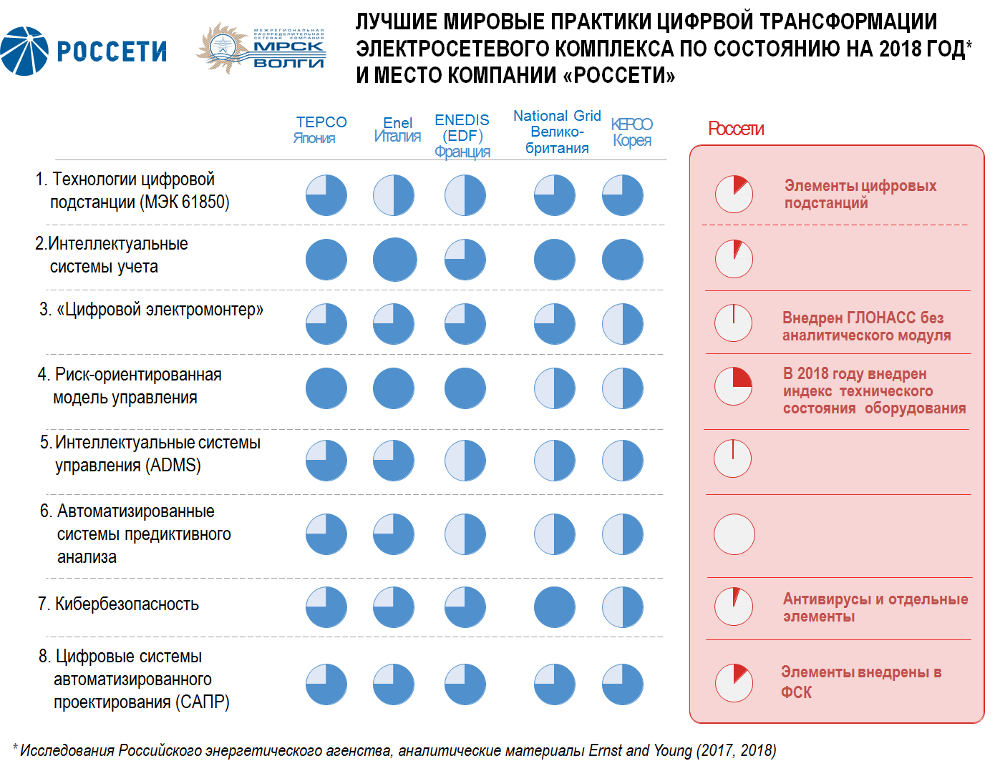 РОССЕТИ
МЕЖРЕГИОНАЛЬНАЯ
РАСПРЕДЕЛИТЕЛЬНАЯ
СЕТЕВАЯ КОМПАНИЯ
МРСК
ВОЛГИ
ЛУЧШИЕ МИРОВЫЕ ПРАКТИКИ ЦИФРВОЙ ТРАНСФОРМАЦИИ
ЭЛЕКТРОСЕТЕВОГО КОМПЛЕКСА ПО СОСТОЯНИЮ НА 2018 ГОД*
И МЕСТО КОМПАНИИ «РОССЕТИ»
TEPCO
Япония
Enel
Италия
ENEDIS
(EDF)
Франция
National Grid
Велико-
британия
KEPCO
Корея
Россети
1. Технологии цифровой
подстанции (МЭК 61850)
Элементы цифровых
подстанций
2.Интеллектуальные
системы учета
3. «Цифровой электромонтер»
Внедрен ГЛОНАСС без
аналитического модуля
4. Риск-ориентированная
модель управления
В 2018 году внедрен
индекс технического
состояния оборудования
5. Интеллектуальные системы
управления (ADMS)
6. Автоматизированные
системы предиктивного
анализа
7. Кибербезопасность
Антивирусы и отдельные
элементы
8. Цифровые системы
автоматизированного
проектирования (САПР)
Элементы внедрены в
ФСК
* Исследования Российского энергетического агенства, аналитические материалы Ernst and Young (2017, 2018)